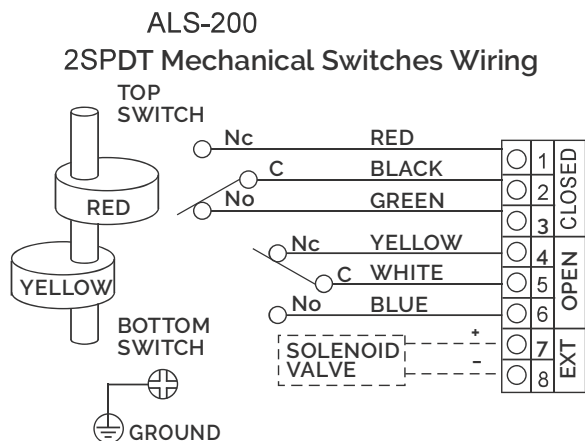 ALS-200
2SPDT Mechanical Switches Wiring
TOP
SWITCH
RED
YELLOW
BOTTOM
SWITCH
GROUND
Nc RED 1
C BLACK 2
No GREEN 3
CLOSED
Nc YELLOW 4
C WHITE 5
No BLUE 6
OPEN
SOLENOID
VALVE
+ 7
- 8
EXT